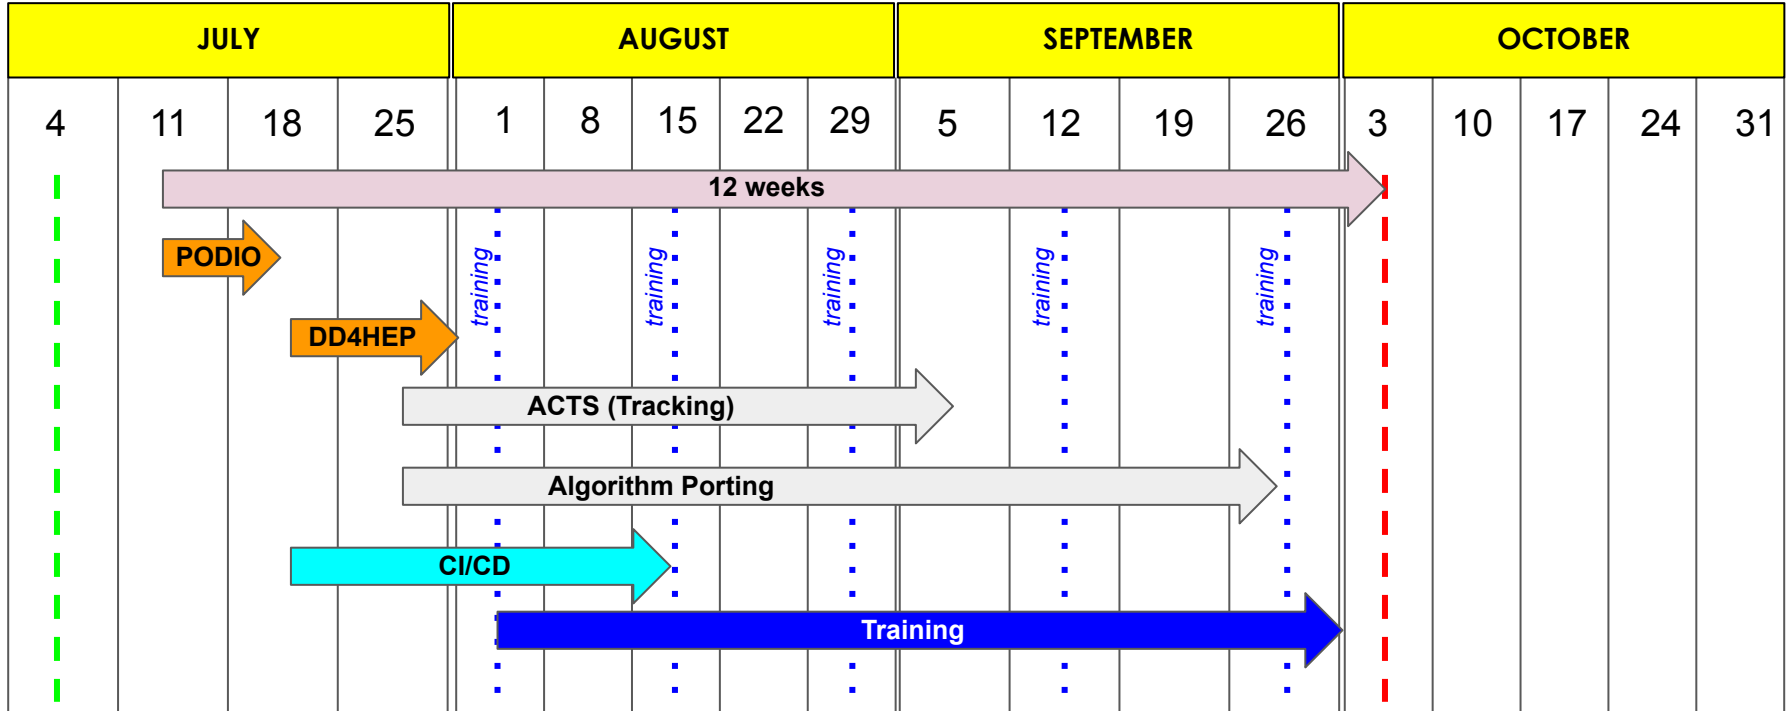 JULY AUGUST SEPTEMBER OCTOBER
4 11 18 25 1 8 15 22 29 5 12 19 26 3 10 17 24 31
12 weeks
PODIO
training training training training training
DD4HEP
ACTS (Tracking)
Algorithm Porting
CI/CD
Training